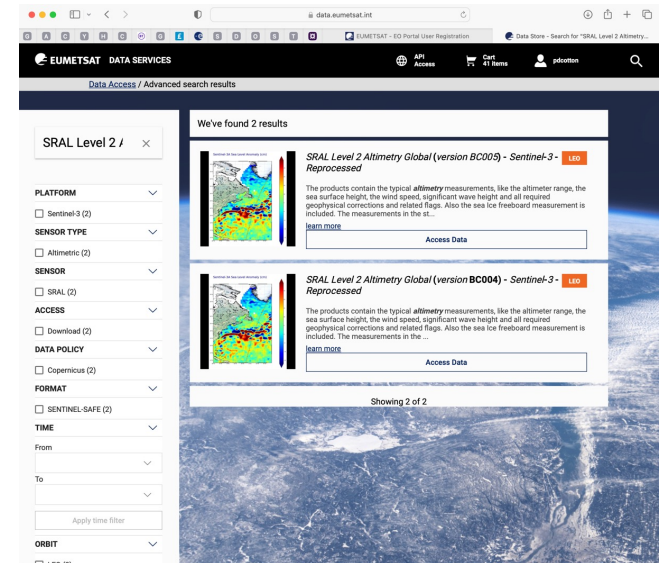 data.eumetsat.int
G A C Y H C G E S D O S T
EUMETSAT - EO Portal User Registration
Data Store - Search for "SRAL Level 2 Altimetry...
EUMETSAT DATA SERVICES
API Access
Cart 41 items
pdcotton
Data Access / Advanced search results
SRAL Level 2 A
PLATFORM
Sentinel-3 (2)
SENSOR TYPE
Altimetric (2)
SENSOR
SRAL (2)
ACCESS
Download (2)
DATA POLICY
Copernicus (2)
FORMAT
SENTINEL-SAFE (2)
TIME
From
To
Apply time filter
ORBIT
We've found 2 results
SRAL Level 2 Altimetry Global (version BC005) - Sentinel-3 -
Reprocessed
LEO
The products contain the typical altimetry measurements, like the altimeter range, the
sea surface height, the wind speed, significant wave height and all required
geophysical corrections and related flags. Also the sea Ice freeboard measurement is
included. The measurements in the st...
learn more
Access Data
SRAL Level 2 Altimetry Global (version BC004) - Sentinel-3 -
Reprocessed
LEO
The products contain the typical altimetry measurements, like the altimeter range, the
sea surface height, the wind speed, significant wave height and all required
geophysical corrections and related flags. Also the sea Ice freeboard measurement is
included. The measurements in the ...
learn more
Access Data
Showing 2 of 2